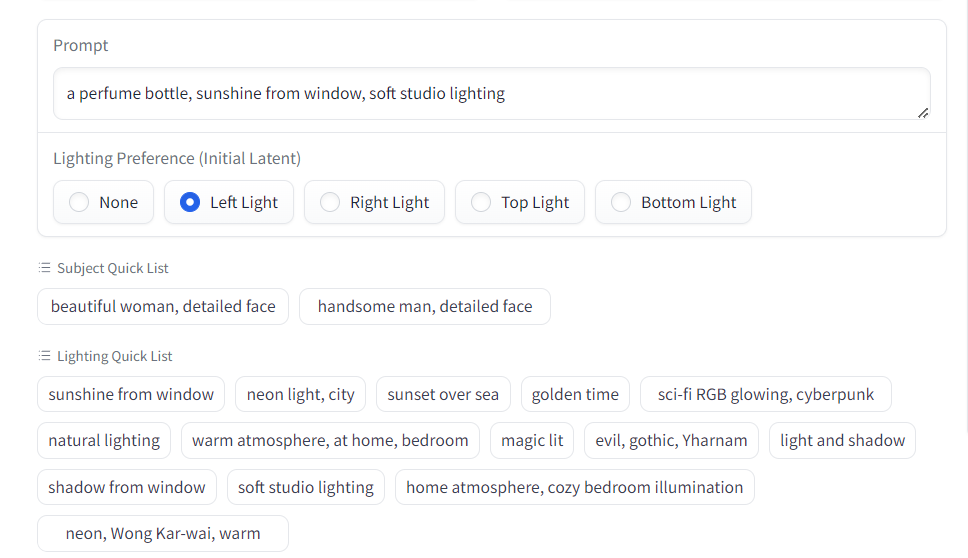 Prompt
a perfume bottle, sunshine from window, soft studio lighting
Lighting Preference (Initial Latent)
None Left Light Right Light Top Light Bottom Light
Subject Quick List
beautiful woman, detailed face handsome man, detailed face
Lighting Quick List
sunshine from window neon light, city sunset over sea golden time sci-fi RGB glowing, cyberpunk
natural lighting warm atmosphere, at home, bedroom magic lit evil, gothic, Yharnam light and shadow
shadow from window soft studio lighting home atmosphere, cozy bedroom illumination
neon, Wong Kar-wai, warm